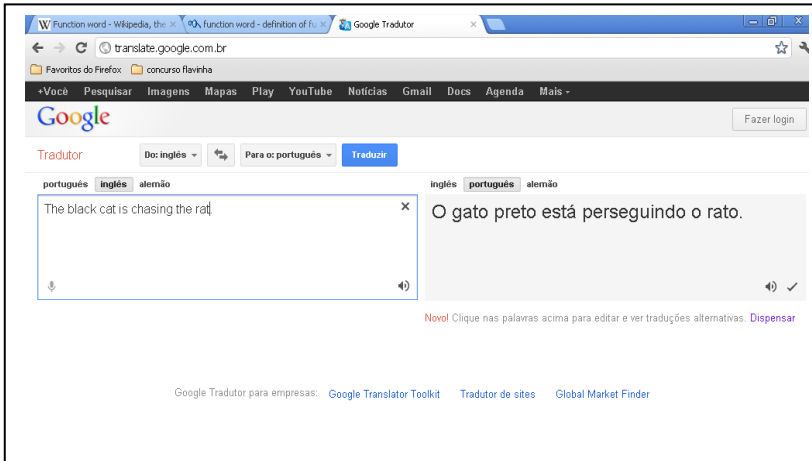 Function word - Wikipedia, the
function word - definition of fu
Google Tradutor
translate.google.com.br
Favoritos do Firefox concurso flavinha
+Você Pesquisar Imagens Mapas Play YouTube Notícias Gmail Docs Agenda Mais
Google
Fazer login
Tradutor Do: inglês Para o: português Traduzir
português inglês alemão
inglês português alemão
The black cat is chasing the rat.
O gato preto está perseguindo o rato.
Novo! Clique nas palavras acima para editar e ver traduções alternativas. Dispensar
Google Tradutor para empresas: Google Translator Toolkit Tradutor de sites Global Market Finder